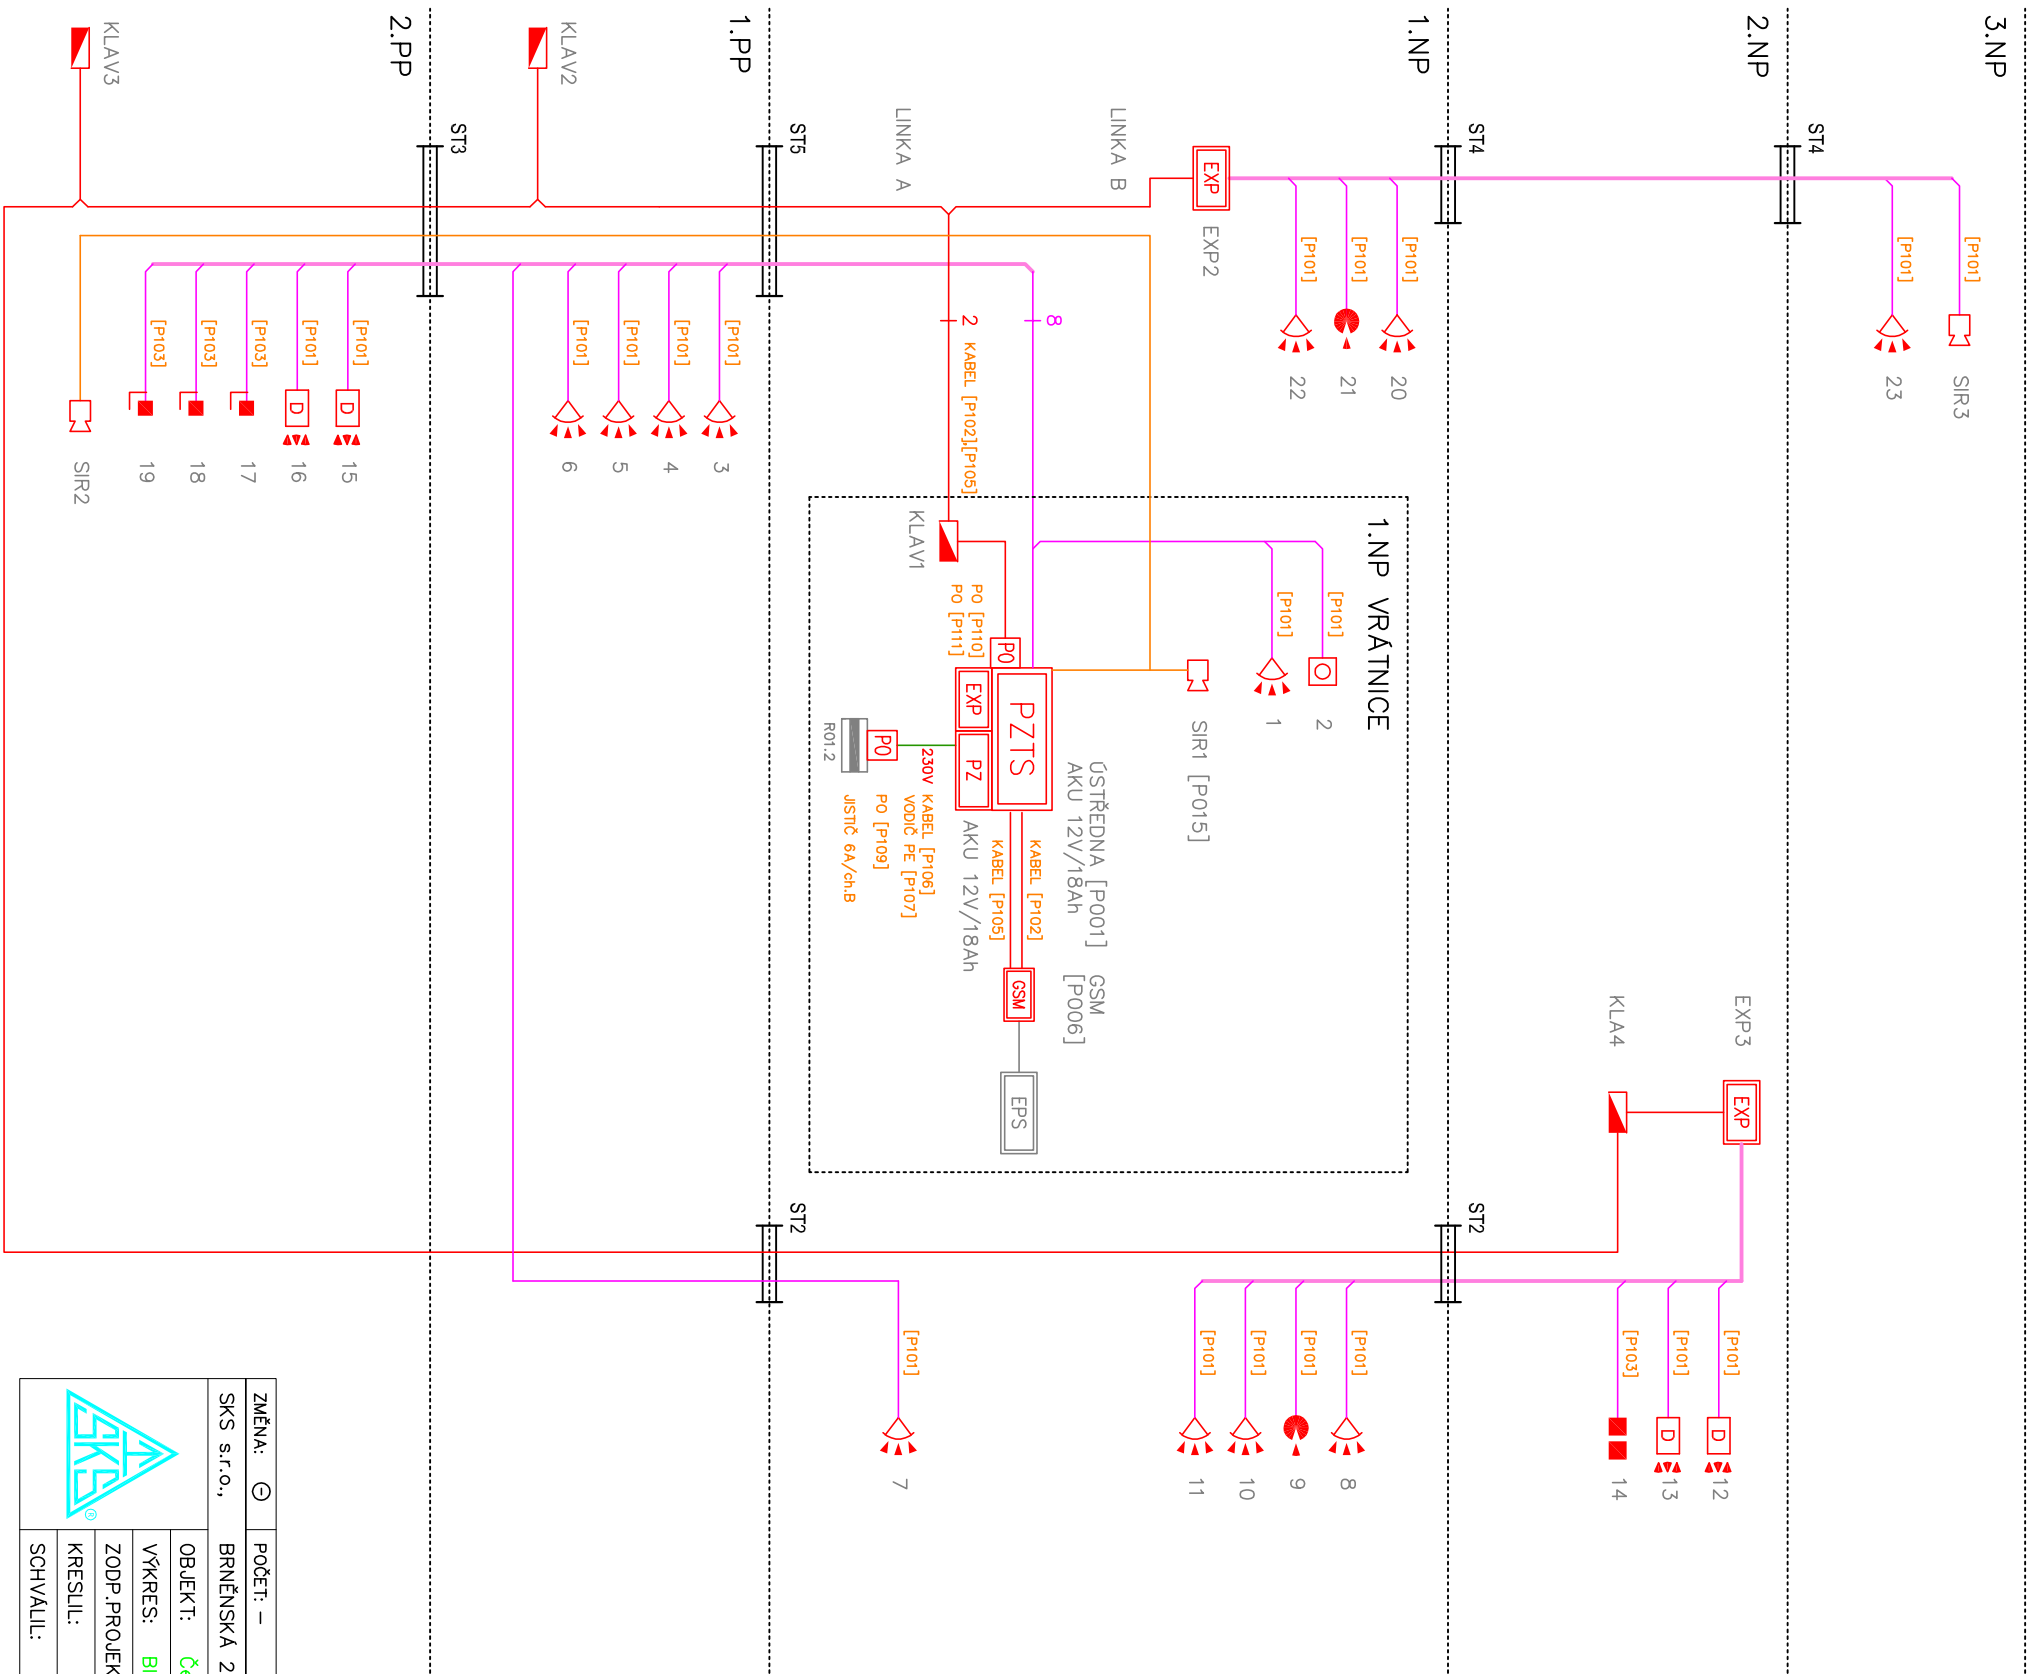 3.NP
SIR3
[P101]
23
[P101]
ST4
2.NP
EXP3
EXP
KLA4
12
[P101]
13
[P101]
14
[P103]
ST4
ST2
1.NP
20
[P101]
21
[P101]
22
[P101]
EXP
EXP2
LINKA B
LINKA A
8
2
KABEL [P102],[P105]
8
[P101]
9
[P101]
10
[P101]
11
[P101]
7
[P101]
1.NP VRÁTNICE
2
[P101]
1
[P101]
SIR1 [P015]
ÚSTŘEDNA [P001]
AKU 12V/18Ah
GSM
[P006]
KLAV1
PO [P110]
PO [P111]
PO
PZTS
EXP
PZ
KABEL [P102]
KABEL [P105]
GSM
EPS
AKU 12V/18Ah
230V
KABEL [P106]
VODIČ PE [P107]
PO
PO [P109]
R01.2
JISTIČ 6A/ch.B
ST5
ST2
1.PP
3
[P101]
4
[P101]
5
[P101]
6
[P101]
KLAV2
ST3
2.PP
D
15
[P101]
D
16
[P101]
17
[P103]
18
[P103]
19
[P103]
SIR2
KLAV3
D
D
ZMĚNA: –
POČET: –
SKS s.r.o.,
BRNĚNSKÁ 2
SKS ®
OBJEKT:
VÝKRES:
ZODP.PROJEK
KRESLIL:
SCHVÁLIL: